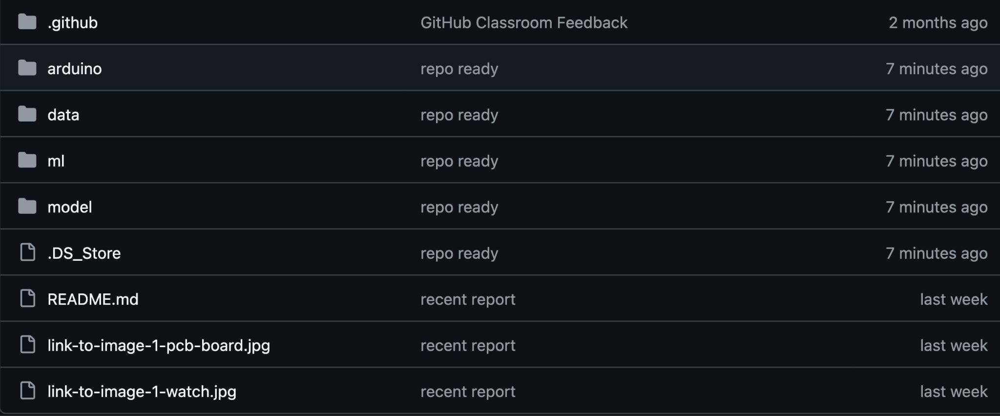 .github GitHub Classroom Feedback 2 months ago
arduino repo ready 7 minutes ago
data repo ready 7 minutes ago
ml repo ready 7 minutes ago
model repo ready 7 minutes ago
.DS_Store repo ready 7 minutes ago
README.md recent report last week
link-to-image-1-pcb-board.jpg recent report last week
link-to-image-1-watch.jpg recent report last week